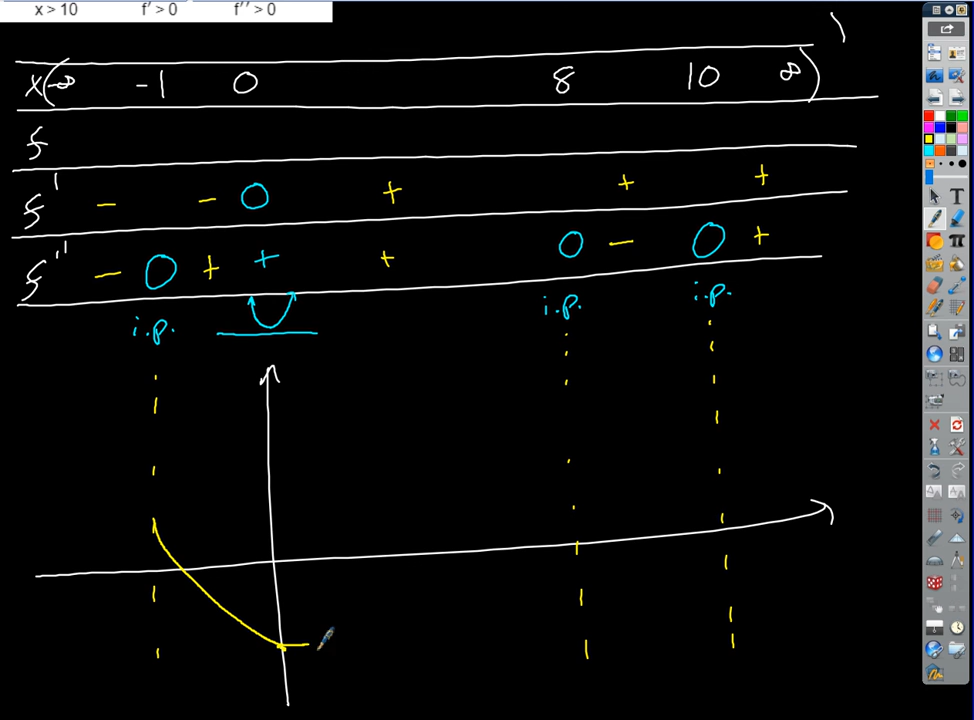 x > 10 f' > 0 f'' > 0
x (-∞ -1 0 8 10 ∞)
f
f' - - 0 + + +
f'' - 0 + + + 0 - 0 +
i.p. i.p. i.p.